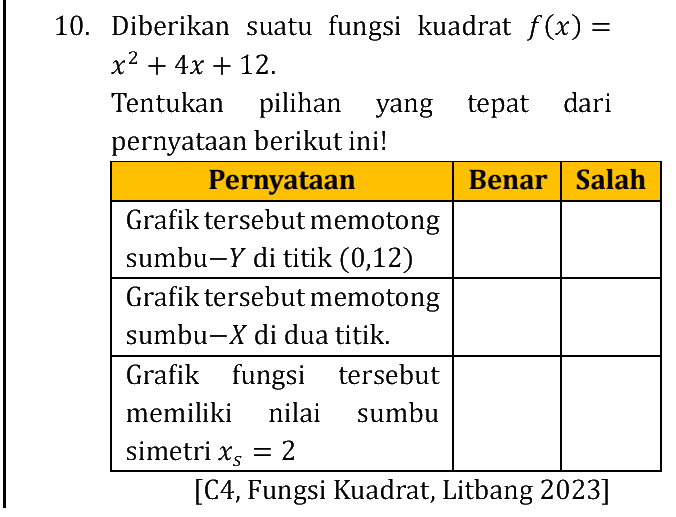 10. Diberikan suatu fungsi kuadrat f(x) =
x² + 4x + 12.
Tentukan pilihan yang tepat dari
pernyataan berikut ini!
Pernyataan Benar Salah
Grafik tersebut memotong
sumbu−Y di titik (0,12)
Grafik tersebut memotong
sumbu−X di dua titik.
Grafik fungsi tersebut
memiliki nilai sumbu
simetri xₛ = 2
[C4, Fungsi Kuadrat, Litbang 2023]